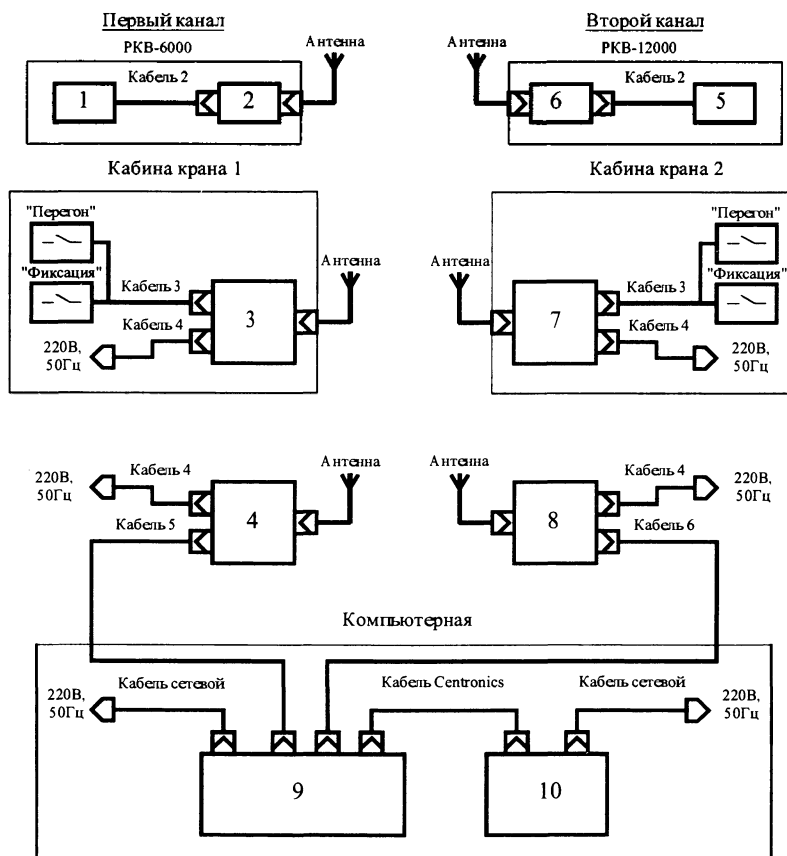 Первый канал
Второй канал
РКВ-6000
Антенна
Антенна
РКВ-12000
Кабель 2
Кабель 2
1
2
6
5
Кабина крана 1
Кабина крана 2
"Перегон"
"Перегон"
Антенна
Антенна
"Фиксация"
Кабель 3
Кабель 3
"Фиксация"
3
7
Кабель 4
Кабель 4
220В,
50Гц
220В,
50Гц
Антенна
Антенна
Кабель 4
Кабель 4
220В,
50Гц
220В,
50Гц
4
8
Кабель 5
Кабель 6
Компьютерная
Кабель сетевой
Кабель Centronics
Кабель сетевой
220В,
50Гц
220В,
50Гц
9
10